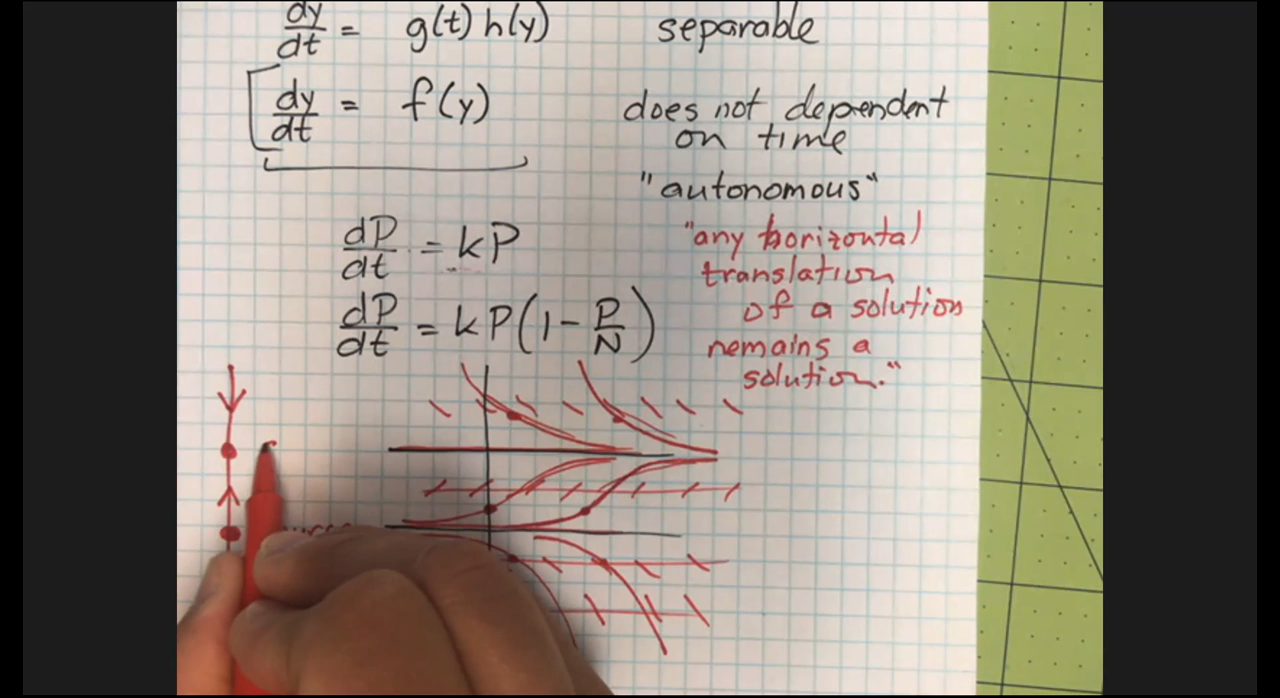 dy/dt = g(t) h(y) separable
dy/dt = f(y) does not dependent
on time
"autonomous"
dP/dt = kP "any horizontal
translation
of a solution
dP/dt = kP(1 - P/N) remains a
solution."